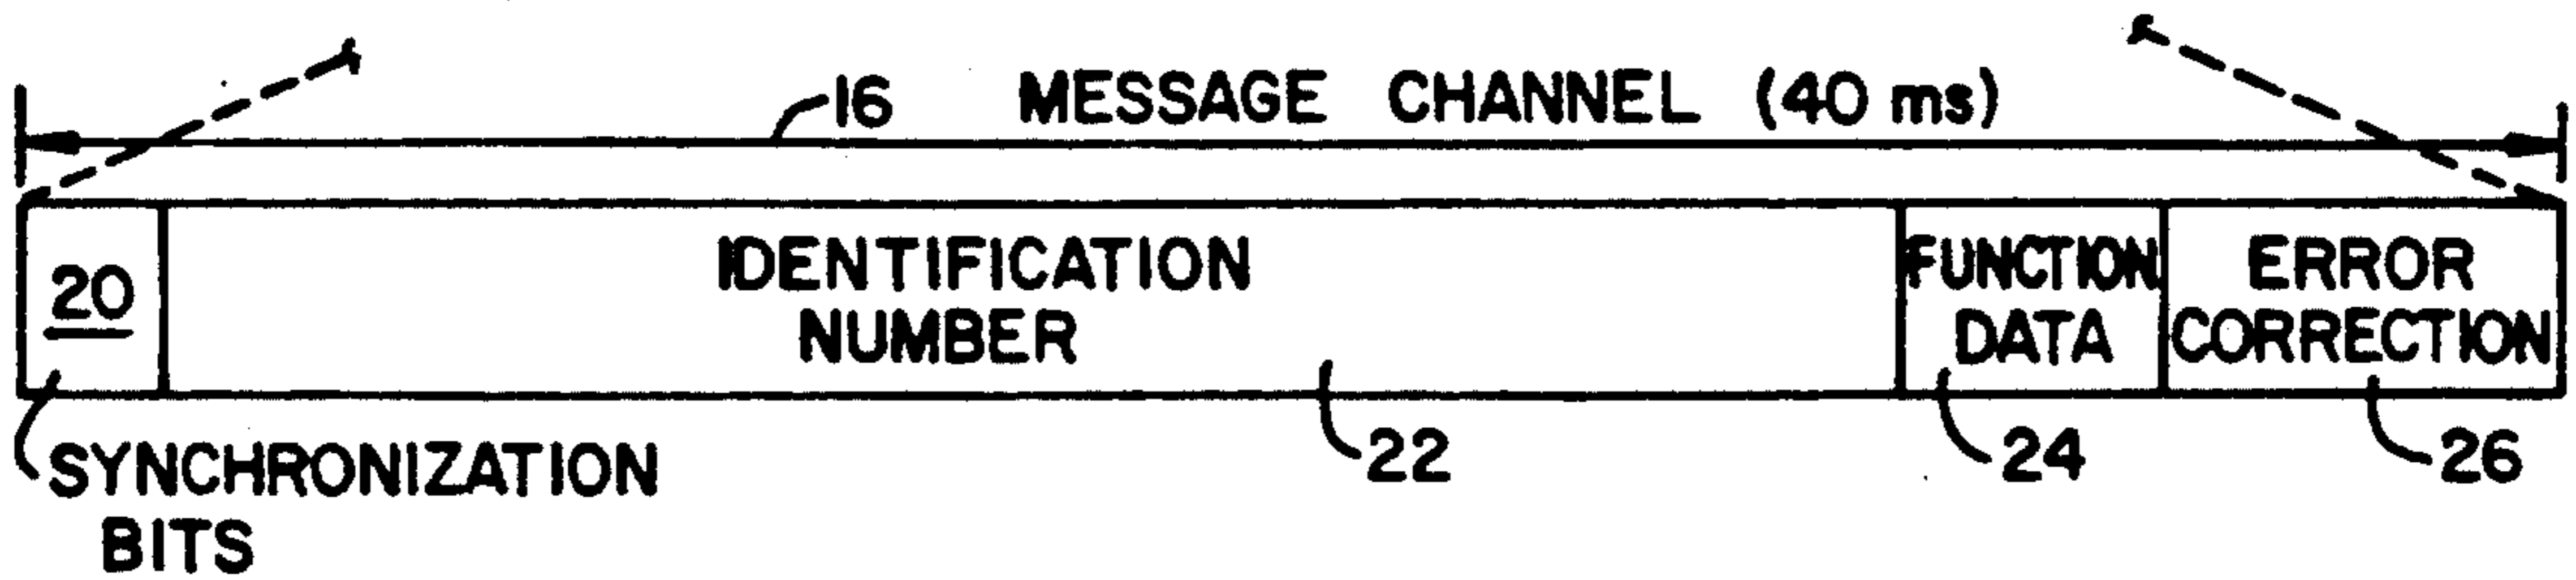 16 MESSAGE CHANNEL (40 ms)
20
IDENTIFICATION
NUMBER
FUNCTION
DATA
ERROR
CORRECTION
SYNCHRONIZATION
BITS
22
24
26